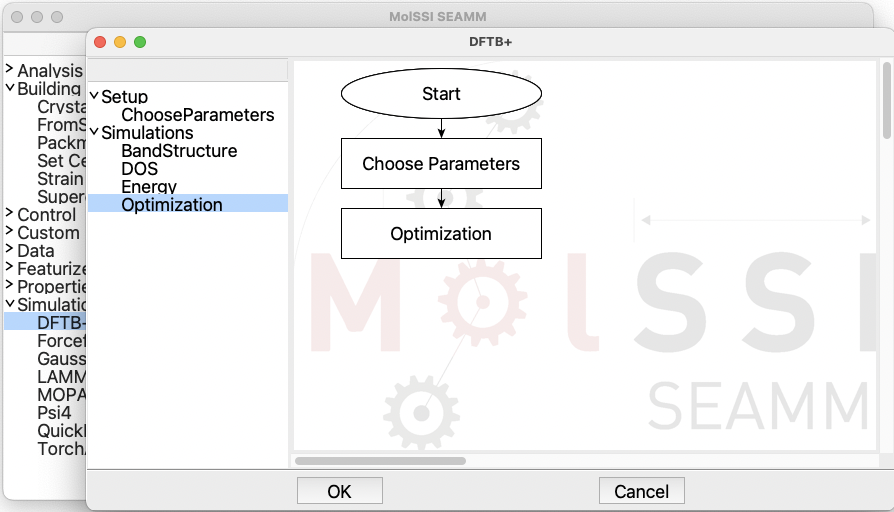 MolSSI SEAMM
DFTB+
Analysis
Building
Crysta
FromS
Packm
Set Ce
Strain
Super
Control
Custom
Data
Featurize
Propertie
Simulatio
DFTB+
Forcef
Gauss
LAMM
MOPA
Psi4
Quick
Torch
Setup
ChooseParameters
Simulations
BandStructure
DOS
Energy
Optimization
Start
Choose Parameters
Optimization
MOlSSI
SEAMM
OK
Cancel